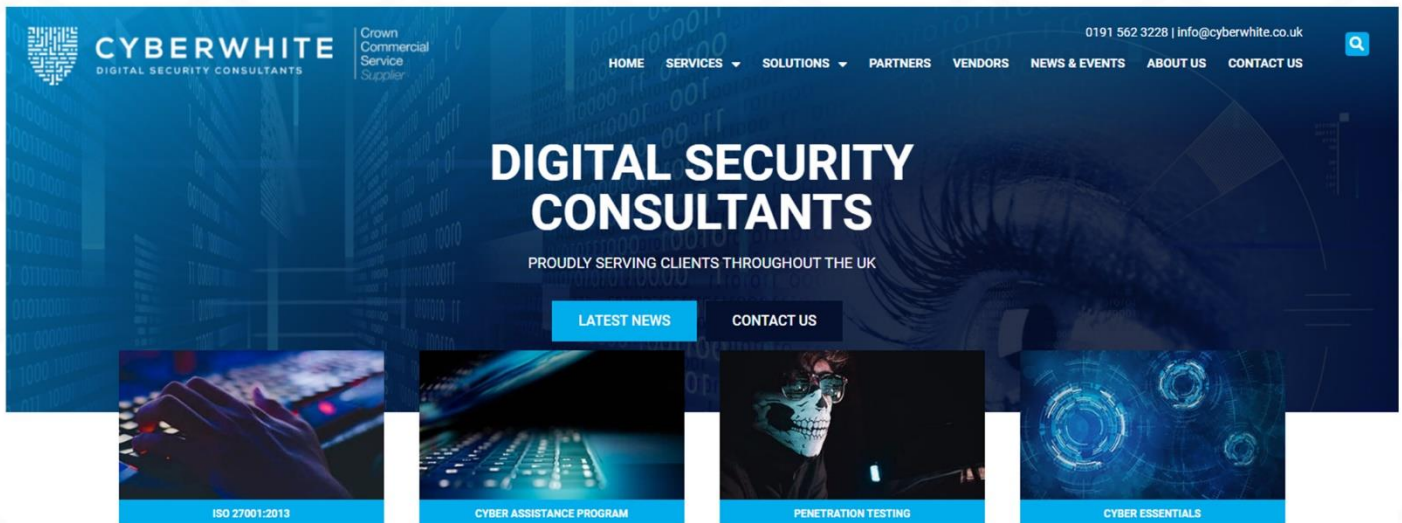 CYBERWHITE
DIGITAL SECURITY CONSULTANTS
Crown
Commercial
Service
Supplier
0191 562 3228 | info@cyberwhite.co.uk
HOME SERVICES SOLUTIONS PARTNERS VENDORS NEWS & EVENTS ABOUT US CONTACT US
DIGITAL SECURITY
CONSULTANTS
PROUDLY SERVING CLIENTS THROUGHOUT THE UK
LATEST NEWS CONTACT US
ISO 27001:2013 CYBER ASSISTANCE PROGRAM PENETRATION TESTING CYBER ESSENTIALS